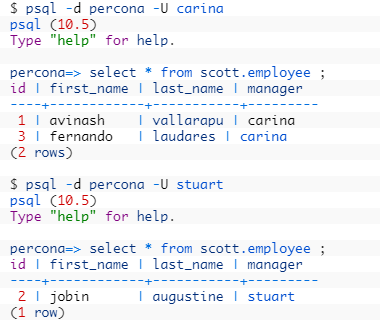 $ psql -d percona -U carina
psql (10.5)
Type "help" for help.

percona=> select * from scott.employee ;
id | first_name | last_name | manager
----+------------+-----------+---------
 1 | avinash    | vallarapu | carina
 3 | fernando   | laudares | carina
(2 rows)

$ psql -d percona -U stuart
psql (10.5)
Type "help" for help.

percona=> select * from scott.employee ;
id | first_name | last_name | manager
----+------------+-----------+---------
 2 | jobin      | augustine | stuart
(1 row)